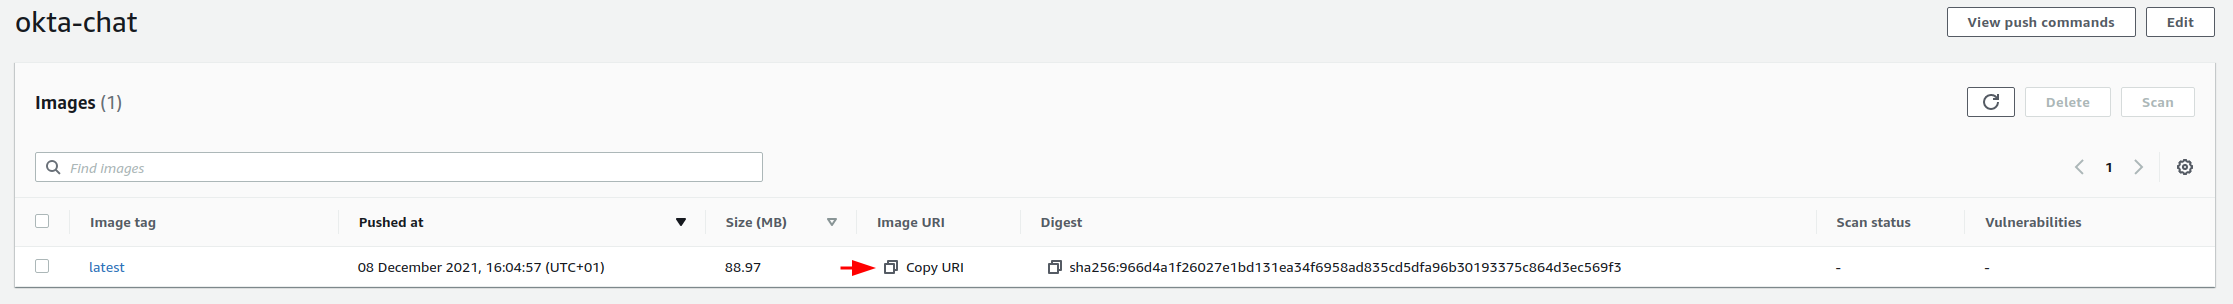 okta-chat
View push commands
Edit
Images (1)
Delete
Scan
Find images
1
Image tag
Pushed at
Size (MB)
Image URI
Digest
Scan status
Vulnerabilities
latest
08 December 2021, 16:04:57 (UTC+01)
88.97
Copy URI
sha256:966d4a1f26027e1bd131ea34f6958ad835cd5dfa96b30193375c864d3ec569f3
-
-